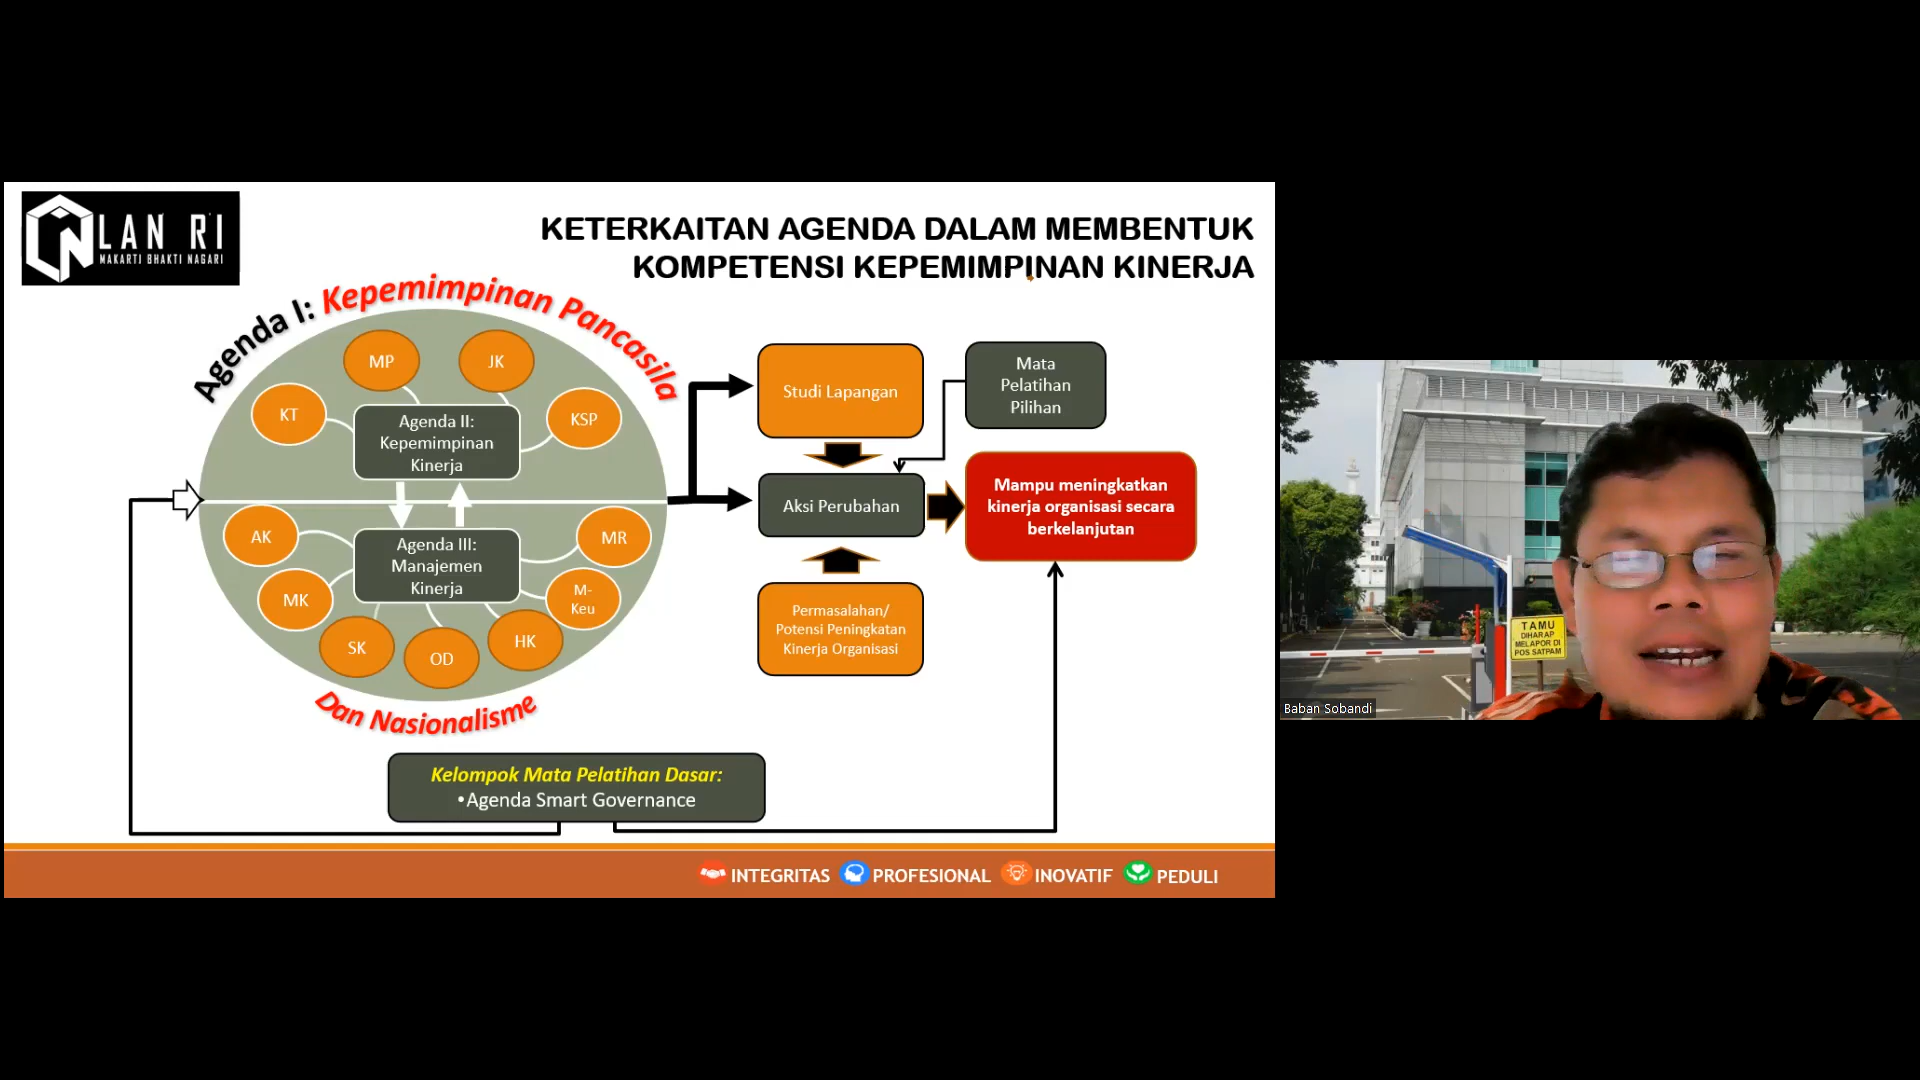 LAN RI
MAKARTI BHAKTI NAGARI
KETERKAITAN AGENDA DALAM MEMBENTUK
KOMPETENSI KEPEMIMPINAN KINERJA
Agenda I: Kepemimpinan Pancasila
MP
JK
KT
KSP
Agenda II:
Kepemimpinan
Kinerja
AK
MR
Agenda III:
Manajemen
Kinerja
MK
M-
Keu
SK
OD
HK
Dan Nasionalisme
Studi Lapangan
Mata
Pelatihan
Pilihan
Aksi Perubahan
Mampu meningkatkan
kinerja organisasi secara
berkelanjutan
Permasalahan/
Potensi Peningkatan
Kinerja Organisasi
Kelompok Mata Pelatihan Dasar:
•Agenda Smart Governance
INTEGRITAS PROFESIONAL INOVATIF PEDULI
TAMU
DIHARAP
MELAPOR DI
POS SATPAM
Baban Sobandi